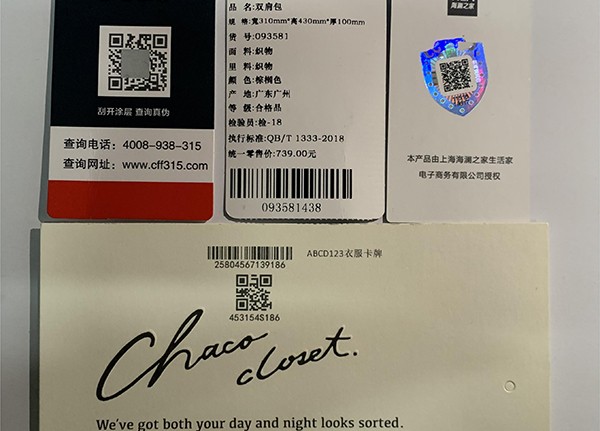 刮开涂层 查询真伪
查询电话：4008-938-315
查询网址：www.cff315.com
品 名:双肩包
规 格:宽310mm*高430mm*厚100mm
货 号:093581
面 料:织物
里 料:织物
颜 色:棕榈色
产 地:广东广州
等 级:合格品
检验员:检-18
执行标准:QB/T 1333-2018
统一零售价:739.00元
093581438
海澜之家
本产品由上海海澜之家生活家
电子商务有限公司授权
25804567139186
ABCD123衣服卡牌
453154S186
Chaco
closet.
We've got both your day and night looks sorted.